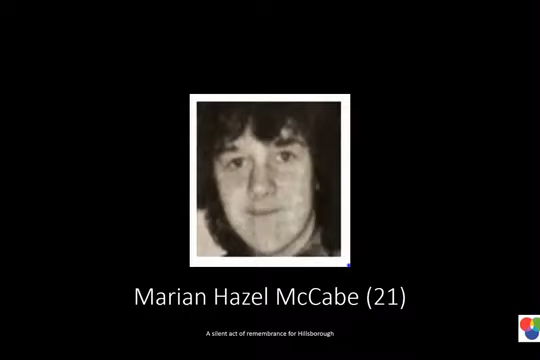 Marian Hazel McCabe (21)
A silent act of remembrance for Hillsborough